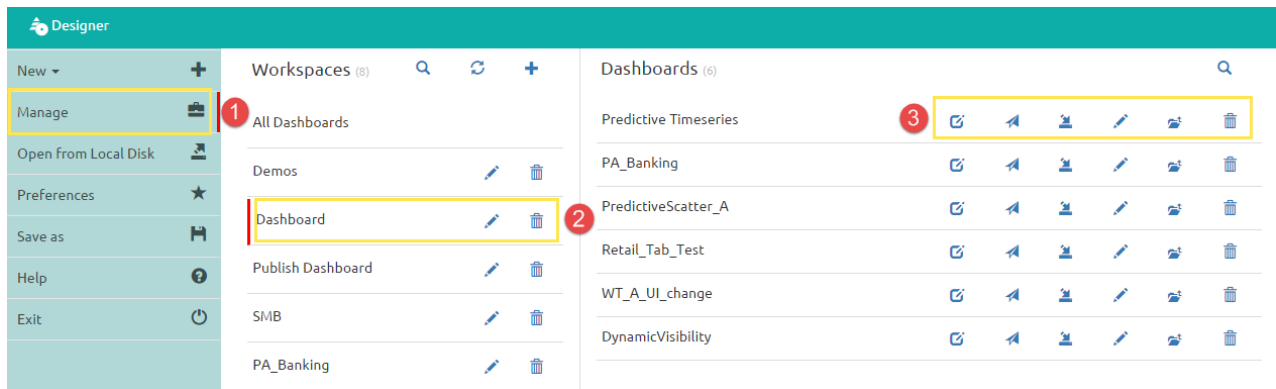 Designer
New
Manage
Open from Local Disk
Preferences
Save as
Help
Exit
1
Workspaces (8)
All Dashboards
Demos
Dashboard
2
Publish Dashboard
SMB
PA_Banking
Dashboards (6)
Predictive Timeseries
3
PA_Banking
PredictiveScatter_A
Retail_Tab_Test
WT_A_UI_change
DynamicVisibility